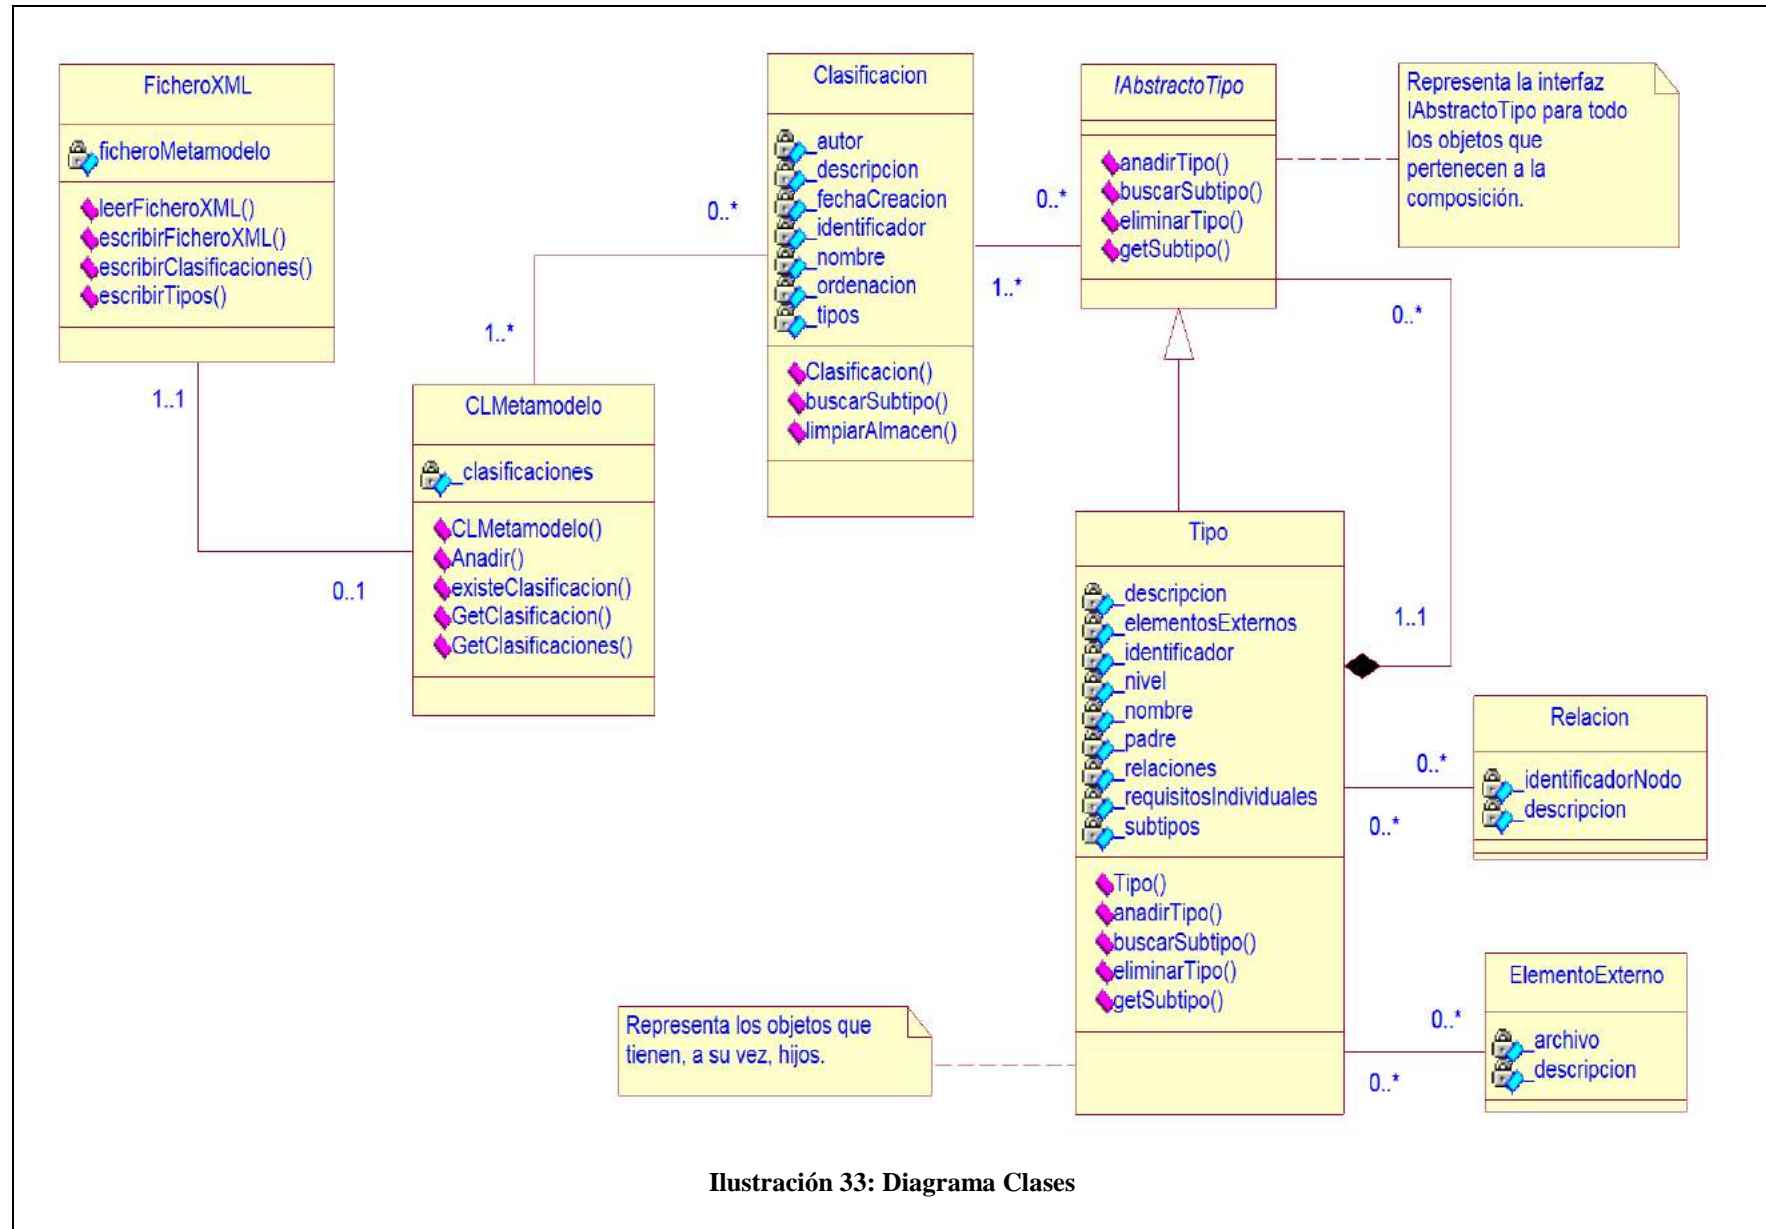 FicheroXML
ficheroMetamodelo
leerFicheroXML()
escribirFicheroXML()
escribirClasificaciones()
escribirTipos()
1..1
0..1
CLMetamodelo
_clasificaciones
CLMetamodelo()
Anadir()
existeClasificacion()
GetClasificacion()
GetClasificaciones()
1..*
0..*
Clasificacion
_autor
_descripcion
_fechaCreacion
_identificador
_nombre
_ordenacion
_tipos
Clasificacion()
buscarSubtipo()
limpiarAlmacen()
0..*
1..*
IAbstractoTipo
anadirTipo()
buscarSubtipo()
eliminarTipo()
getSubtipo()
Representa la interfaz
IAbstractoTipo para todo
los objetos que
pertenecen a la
composición.
0..*
1..1
Tipo
_descripcion
_elementosExternos
_identificador
_nivel
_nombre
_padre
_relaciones
_requisitosIndividuales
_subtipos
Tipo()
anadirTipo()
buscarSubtipo()
eliminarTipo()
getSubtipo()
Representa los objetos que
tienen, a su vez, hijos.
0..*
0..*
Relacion
_identificadorNodo
_descripcion
0..*
0..*
ElementoExterno
_archivo
_descripcion
Ilustración 33: Diagrama Clases